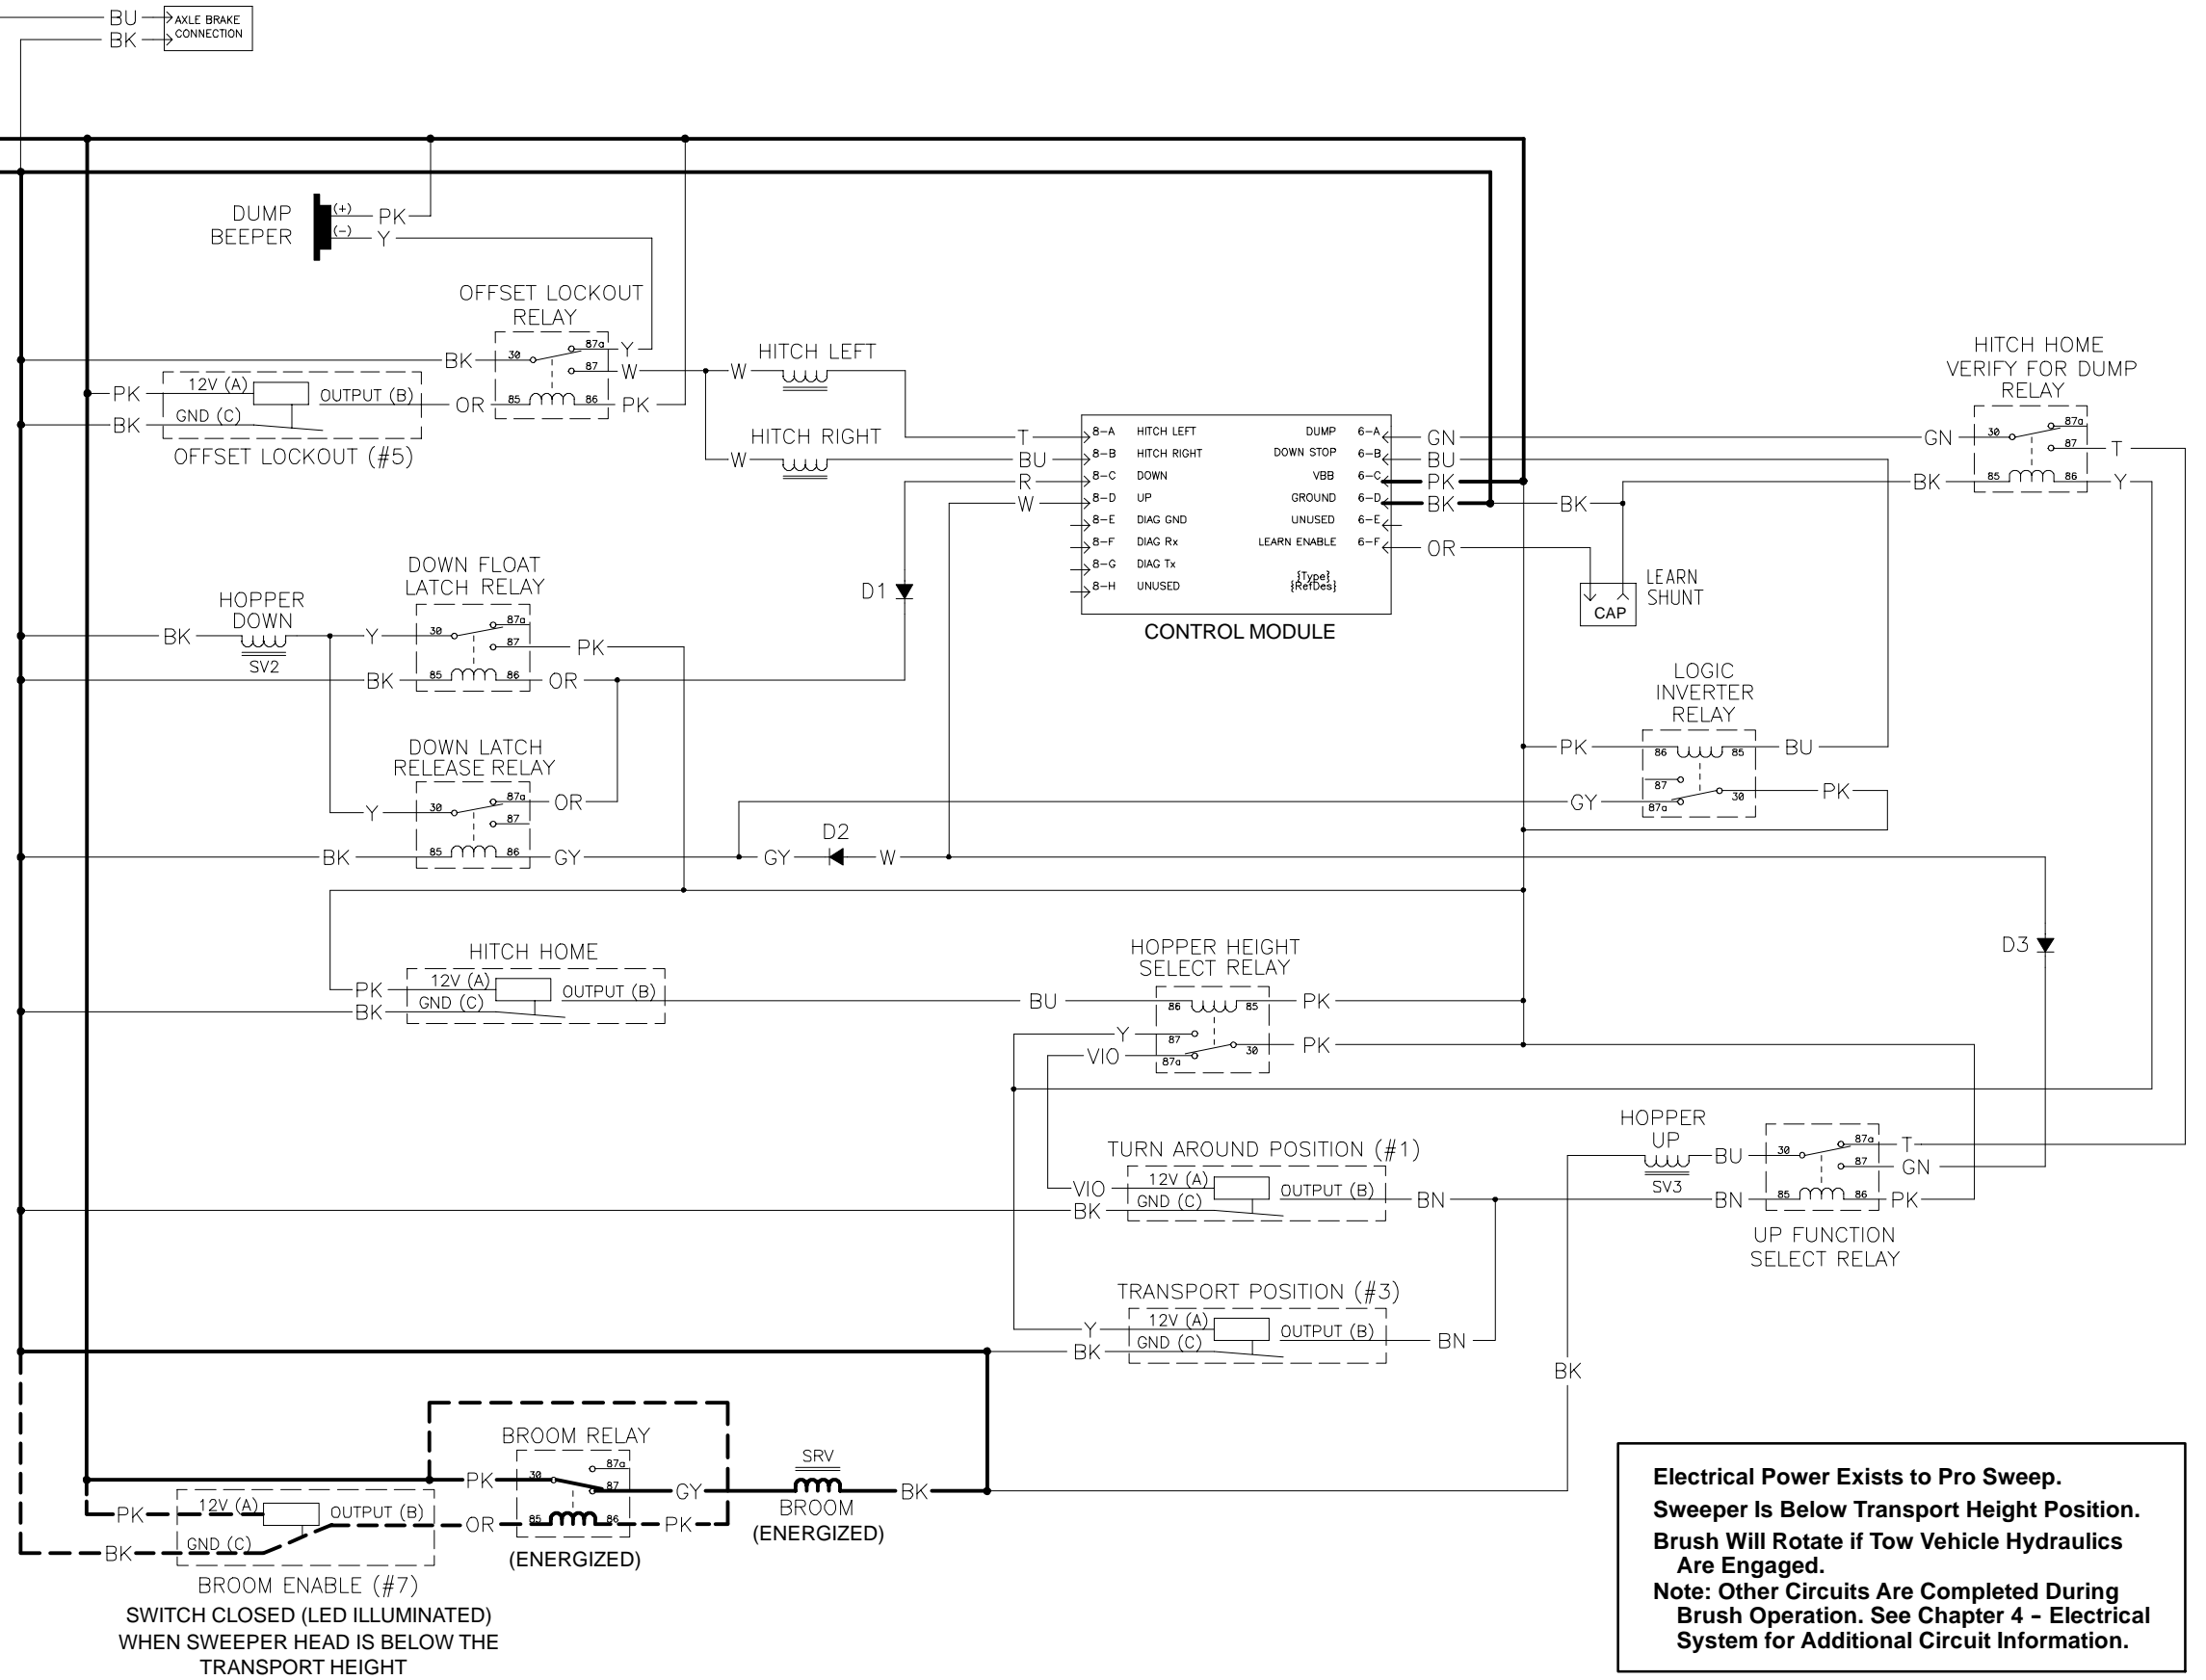 BU
AXLE BRAKE
CONNECTION
BK
DUMP
BEEPER
(+)
PK
(-)
Y
OFFSET LOCKOUT
RELAY
BK
30
87a
Y
87
W
85
86
PK
OR
PK
12V (A)
OUTPUT (B)
BK
GND (C)
OFFSET LOCKOUT (#5)
W
HITCH LEFT
W
HITCH RIGHT
T
BU
R
W
8-A HITCH LEFT
8-B HITCH RIGHT
8-C DOWN
8-D UP
8-E DIAG GND
8-F DIAG Rx
8-G DIAG Tx
8-H UNUSED
DUMP 6-A
DOWN STOP 6-B
VBB 6-C
GROUND 6-D
UNUSED 6-E
LEARN ENABLE 6-F
{Type}
{RefDes}
CONTROL MODULE
GN
BU
PK
BK
OR
BK
LEARN
SHUNT
CAP
HITCH HOME
VERIFY FOR DUMP
RELAY
GN
30
87a
87
T
BK
85
86
Y
D1
DOWN FLOAT
LATCH RELAY
HOPPER
DOWN
BK
SV2
Y
30
87a
87
PK
BK
85
86
OR
DOWN LATCH
RELEASE RELAY
Y
30
87a
OR
87
BK
85
86
GY
GY
D2
W
LOGIC
INVERTER
RELAY
PK
86
85
BU
87
GY
87a
30
PK
HITCH HOME
PK
12V (A)
OUTPUT (B)
BK
GND (C)
HOPPER HEIGHT
SELECT RELAY
BU
86
85
PK
Y
87
VIO
87a
30
PK
D3
TURN AROUND POSITION (#1)
VIO
12V (A)
OUTPUT (B)
BK
GND (C)
BN
HOPPER
UP
SV3
BU
30
87a
T
87
GN
BN
85
86
PK
UP FUNCTION
SELECT RELAY
TRANSPORT POSITION (#3)
Y
12V (A)
OUTPUT (B)
BK
GND (C)
BN
BK
BROOM RELAY
PK
30
87a
87
GY
OR
85
86
PK
(ENERGIZED)
SRV
BROOM
(ENERGIZED)
BK
PK
12V (A)
OUTPUT (B)
BK
GND (C)
BROOM ENABLE (#7)
SWITCH CLOSED (LED ILLUMINATED)
WHEN SWEEPER HEAD IS BELOW THE
TRANSPORT HEIGHT
Electrical Power Exists to Pro Sweep.
Sweeper Is Below Transport Height Position.
Brush Will Rotate if Tow Vehicle Hydraulics
Are Engaged.
Note: Other Circuits Are Completed During
Brush Operation. See Chapter 4 - Electrical
System for Additional Circuit Information.